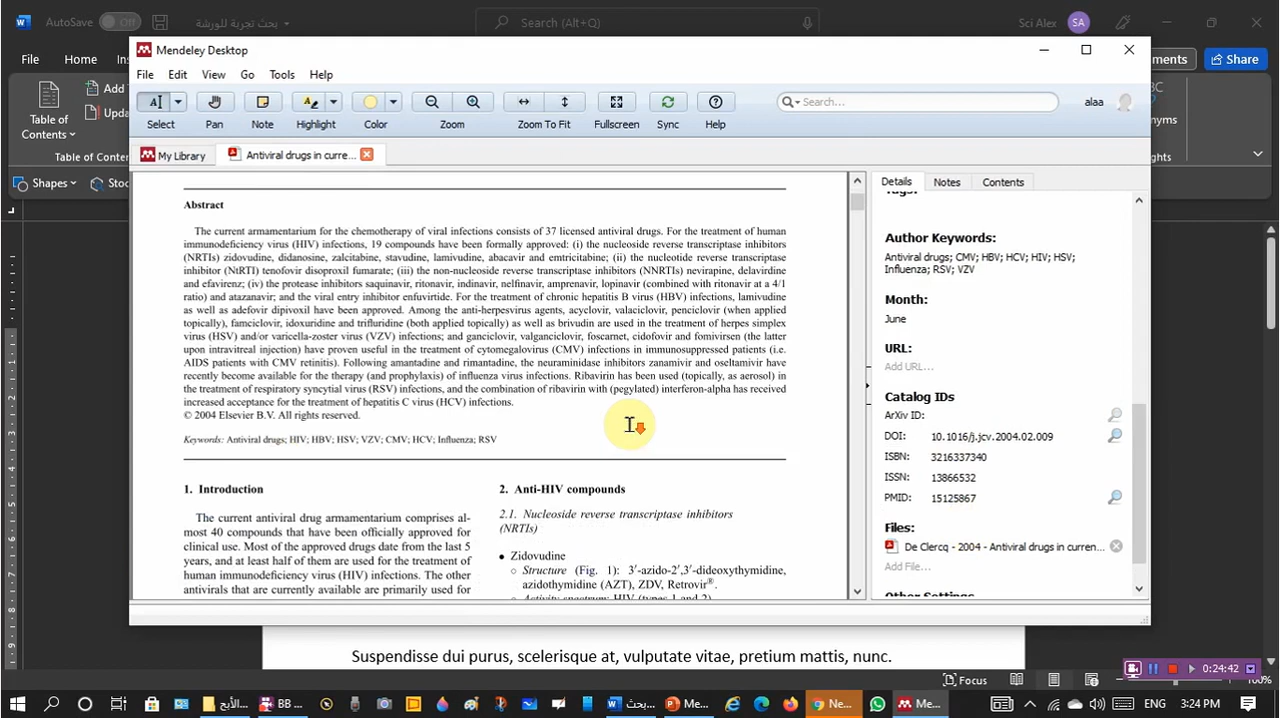 AutoSave Off
بحث تجربة للورشة
Search (Alt+Q)
Sci Alex SA
File Home
Share
Table of Contents
Add
Shapes
Mendeley Desktop
File Edit View Go Tools Help
Search...
alaa
Select Pan Note Highlight Color Zoom Zoom To Fit Fullscreen Sync Help
My Library
Antiviral drugs in curre...
Details Notes Contents
Abstract
The current armamentarium for the chemotherapy of viral infections consists of 37 licensed antiviral drugs. For the treatment of human
immunodeficiency virus (HIV) infections, 19 compounds have been formally approved: (i) the nucleoside reverse transcriptase inhibitors
(NRTIs) zidovudine, didanosine, zalcitabine, stavudine, lamivudine, abacavir and emtricitabine; (ii) the nucleotide reverse transcriptase
inhibitor (NtRTI) tenofovir disoproxil fumarate; (iii) the non-nucleoside reverse transcriptase inhibitors (NNRTIs) nevirapine, delavirdine
and efavirenz; (iv) the protease inhibitors saquinavir, ritonavir, indinavir, nelfinavir, amprenavir, lopinavir (combined with ritonavir at a 4/1
ratio) and atazanavir; and the viral entry inhibitor enfuvirtide. For the treatment of chronic hepatitis B virus (HBV) infections, lamivudine
as well as adefovir dipivoxil have been approved. Among the anti-herpesvirus agents, acyclovir, valaciclovir, penciclovir (when applied
topically), famciclovir, idoxuridine and trifluridine (both applied topically) as well as brivudin are used in the treatment of herpes simplex
virus (HSV) and/or varicella-zoster virus (VZV) infections; and ganciclovir, valganciclovir, foscarnet, cidofovir and fomivirsen (the latter
upon intravitreal injection) have proven useful in the treatment of cytomegalovirus (CMV) infections in immunosuppressed patients (i.e.
AIDS patients with CMV retinitis). Following amantadine and rimantadine, the neuraminidase inhibitors zanamivir and oseltamivir have
recently become available for the therapy (and prophylaxis) of influenza virus infections. Ribavirin has been used (topically, as aerosol) in
the treatment of respiratory syncytial virus (RSV) infections, and the combination of ribavirin with (pegylated) interferon-alpha has received
increased acceptance for the treatment of hepatitis C virus (HCV) infections.
© 2004 Elsevier B.V. All rights reserved.
Keywords: Antiviral drugs; HIV; HBV; HSV; VZV; CMV; HCV; Influenza; RSV
1. Introduction
The current antiviral drug armamentarium comprises al-
most 40 compounds that have been officially approved for
clinical use. Most of the approved drugs date from the last 5
years, and at least half of them are used for the treatment of
human immunodeficiency virus (HIV) infections. The other
antivirals that are currently available are primarily used for
2. Anti-HIV compounds
2.1. Nucleoside reverse transcriptase inhibitors
(NRTIs)
• Zidovudine
Structure (Fig. 1): 3′-azido-2′,3′-dideoxythymidine,
azidothymidine (AZT), ZDV, Retrovir®.
Activity spectrum: HIV (types 1 and 2)
Tags:
Author Keywords:
Antiviral drugs; CMV; HBV; HCV; HIV; HSV;
Influenza; RSV; VZV
Month:
June
URL:
Add URL...
Catalog IDs
ArXiv ID:
DOI: 10.1016/j.jcv.2004.02.009
ISBN: 3216337340
ISSN: 13866532
PMID: 15125867
Files:
De Clercq - 2004 - Antiviral drugs in curren...
Add File...
Other Settings
Suspendisse dui purus, scelerisque at, vulputate vitae, pretium mattis, nunc.
Focus
0:24:42
BB
Me...
Ne...
Me...
ENG
3:24 PM